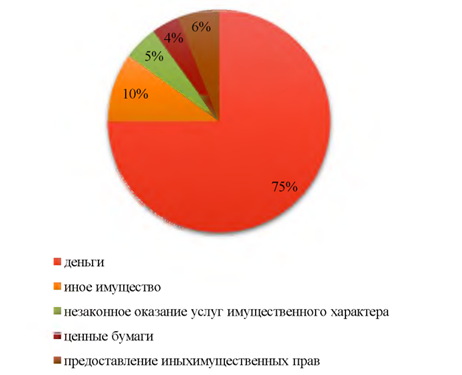 6%
4%
5%
10%
75%
деньги
иное имущество
незаконное оказание услуг имущественного характера
ценные бумаги
предоставление иныхимущественных прав